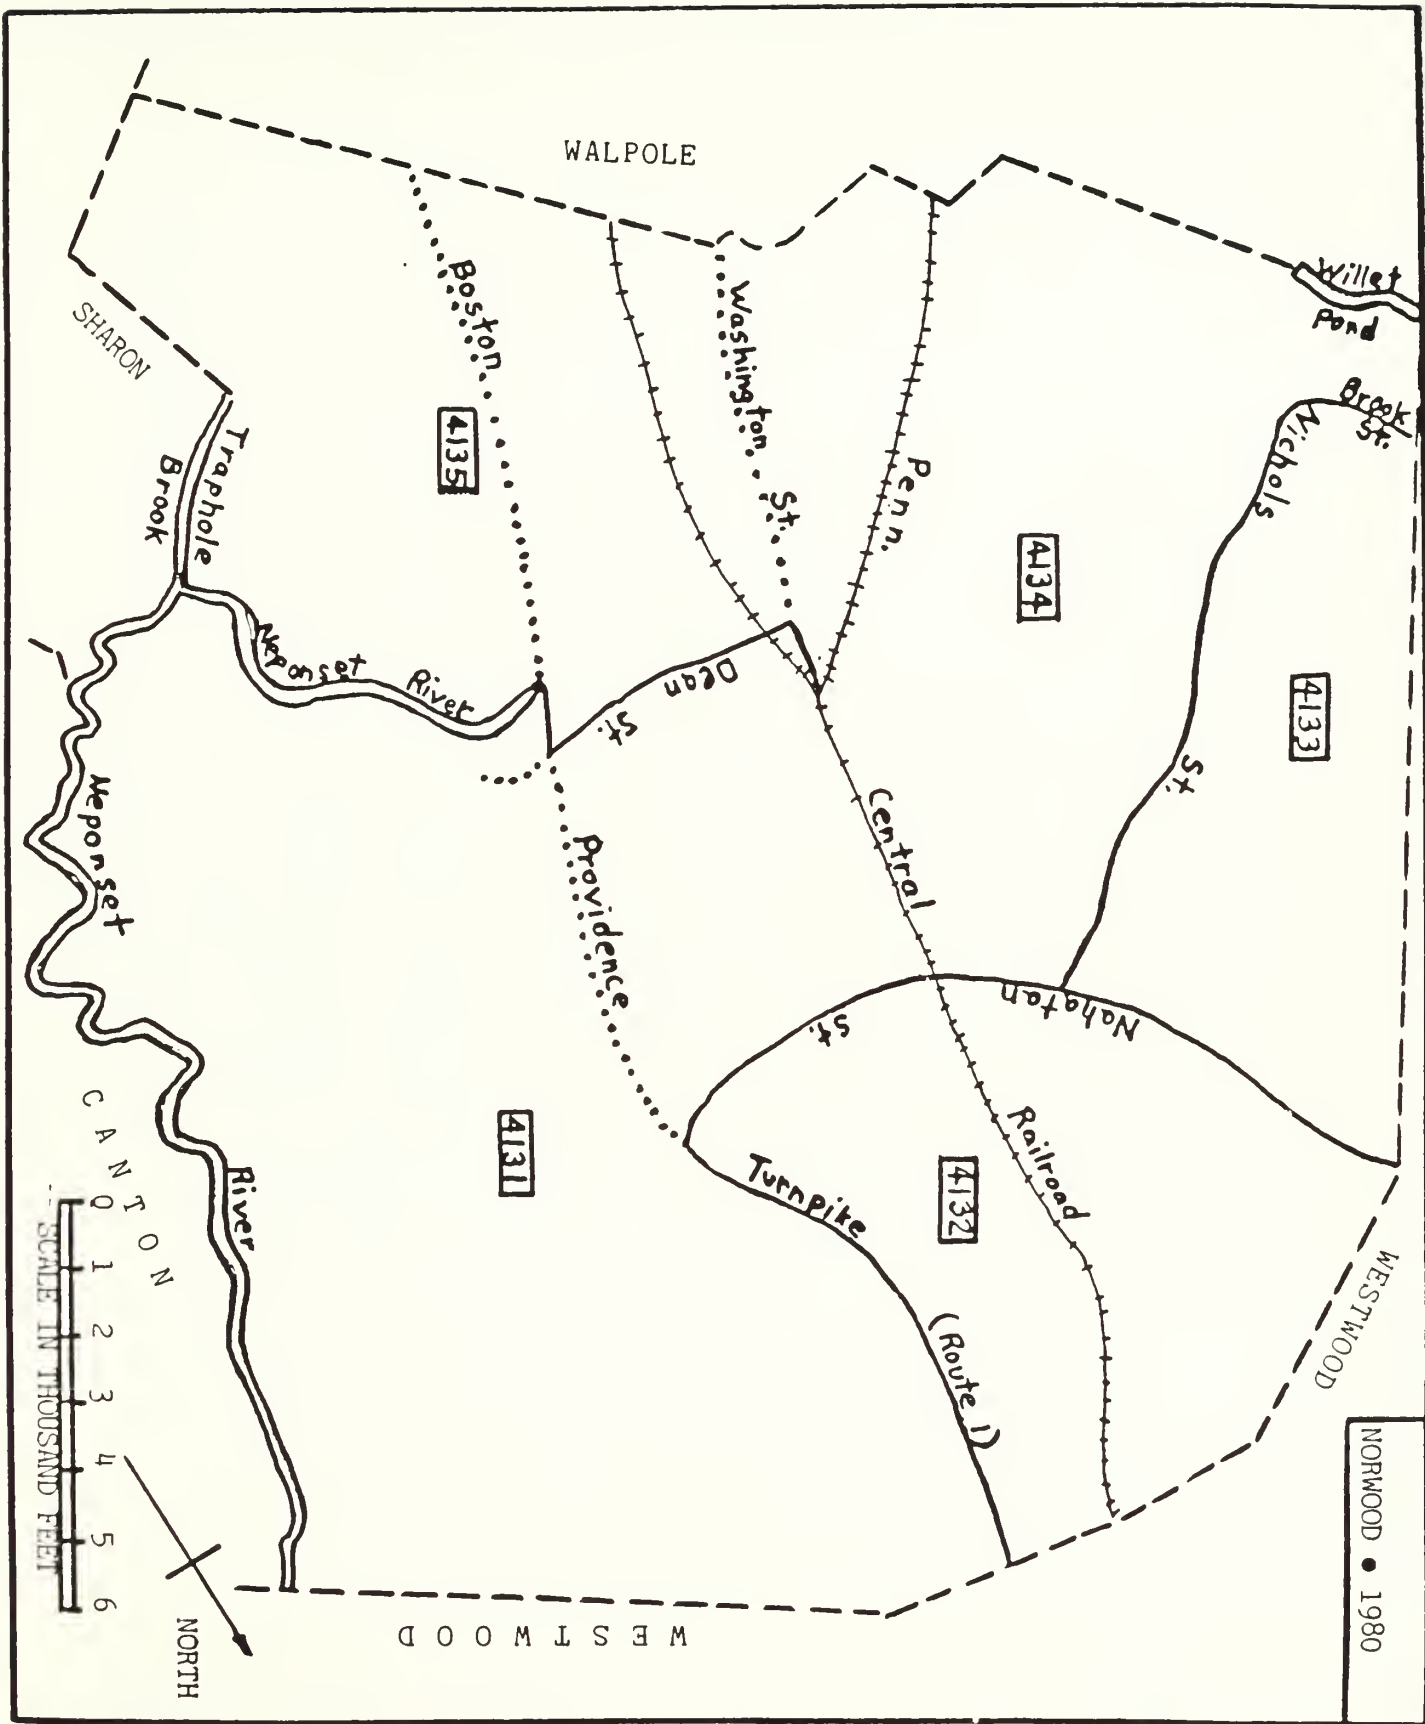 NORWOOD ● 1980
WALPOLE
Willet
Pond
Brook
St.
Nichols
St.
4133
4134
Penn.
Central
Railroad
Washington
St.
Boston
Providence
Turnpike
(Route 1)
4135
SHARON
Traphole
Brook
Neponset
River
Dean
St.
Nahatan
St.
4132
4131
WESTWOOD
WESTWOOD
Neponset
River
CANTON
0 1 2 3 4 5 6
SCALE IN THOUSAND FEET
NORTH